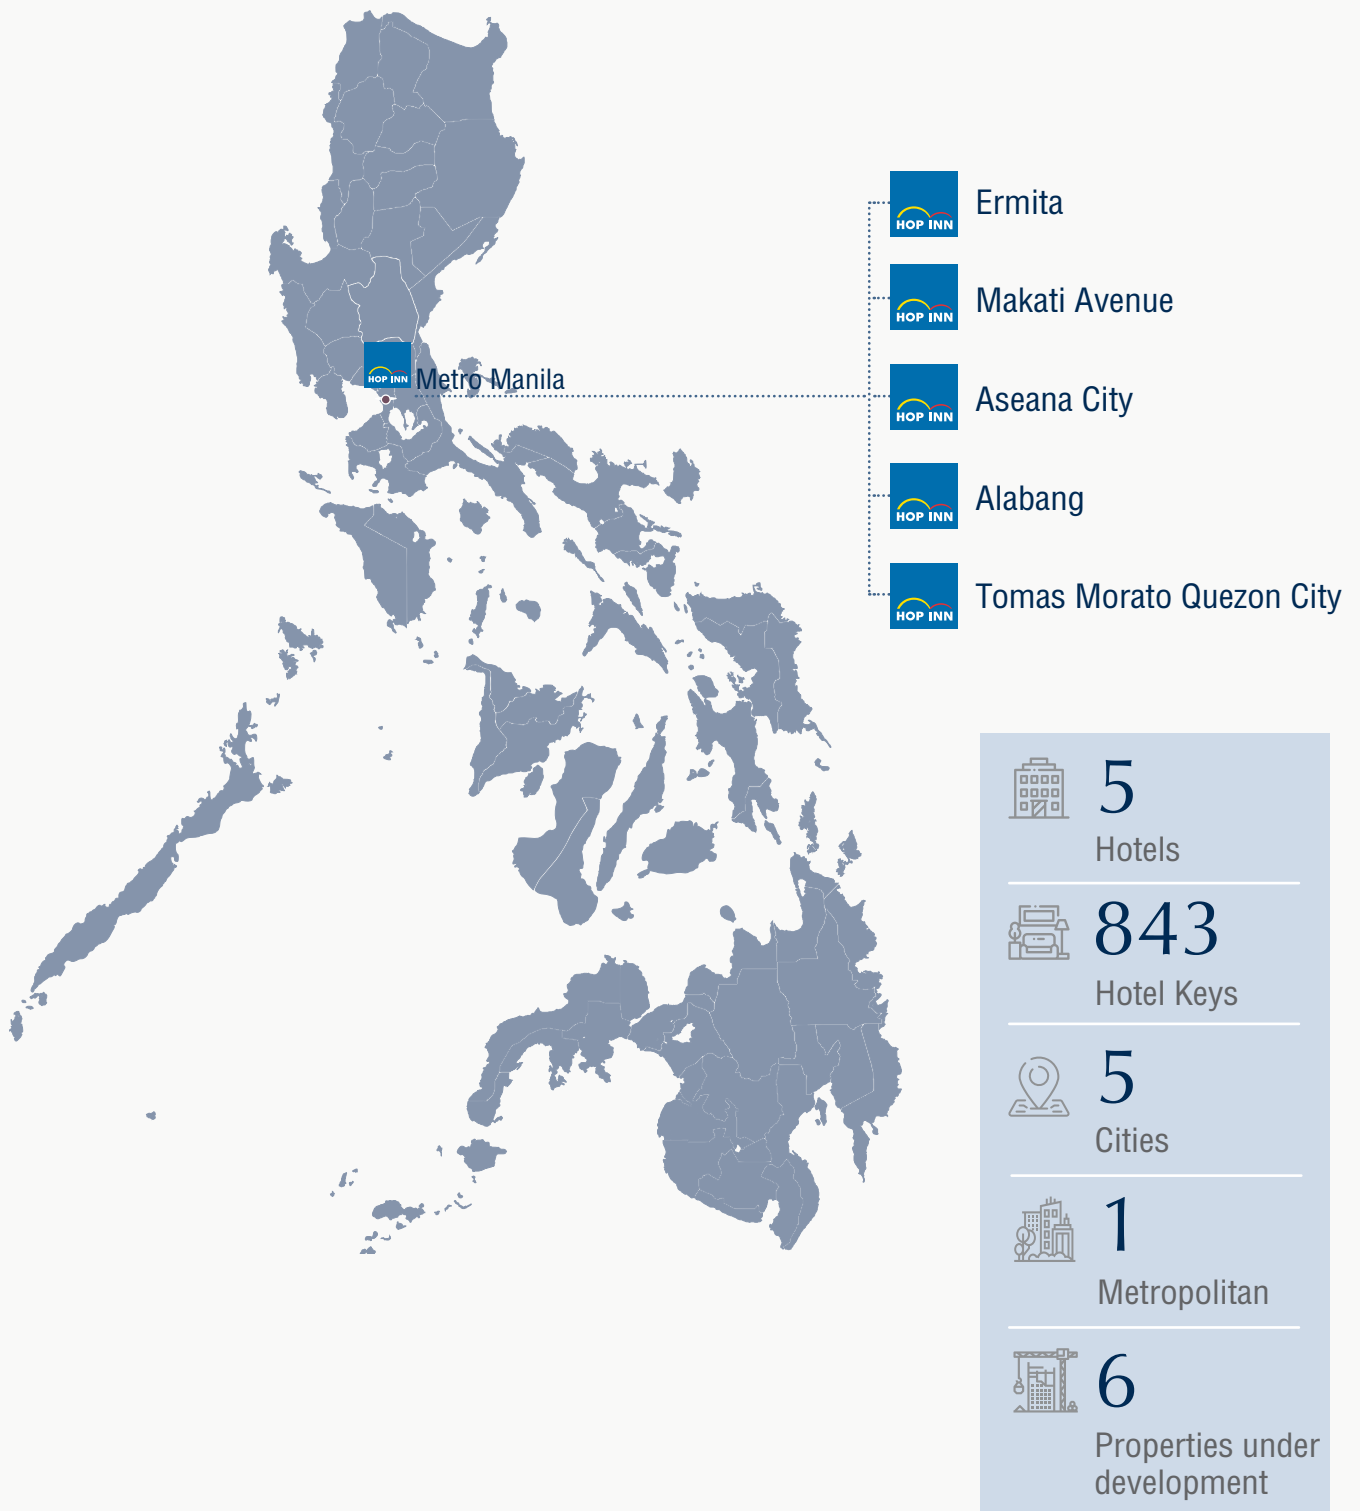 HOP INN
Metro Manila
HOP INN
Ermita
HOP INN
Makati Avenue
HOP INN
Aseana City
HOP INN
Alabang
HOP INN
Tomas Morato Quezon City
5
Hotels
843
Hotel Keys
5
Cities
1
Metropolitan
6
Properties under
development